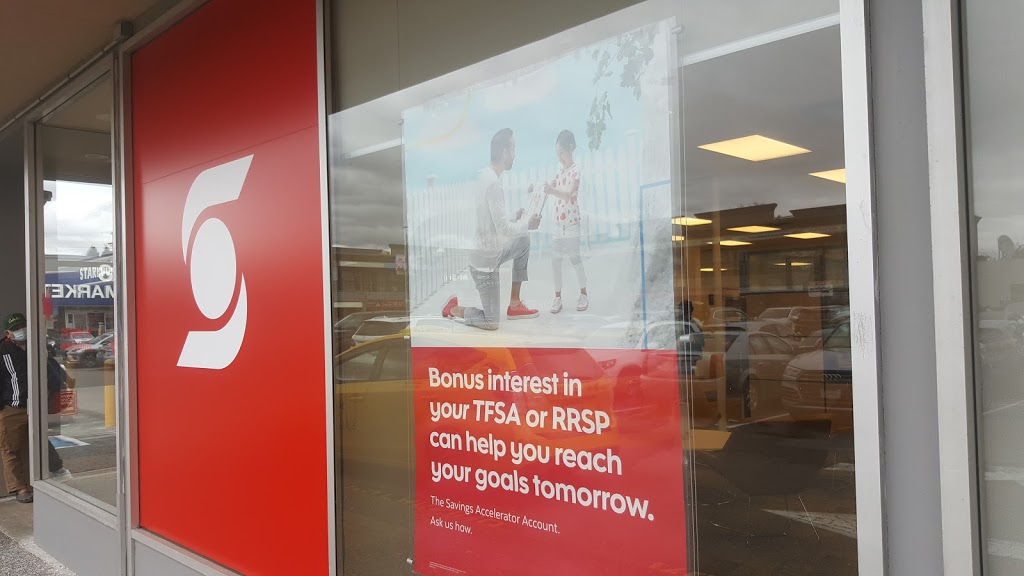 STAR
MARKET
Bonus interest in
your TFSA or RRSP
can help you reach
your goals tomorrow.
The Savings Accelerator Account.
Ask us how.